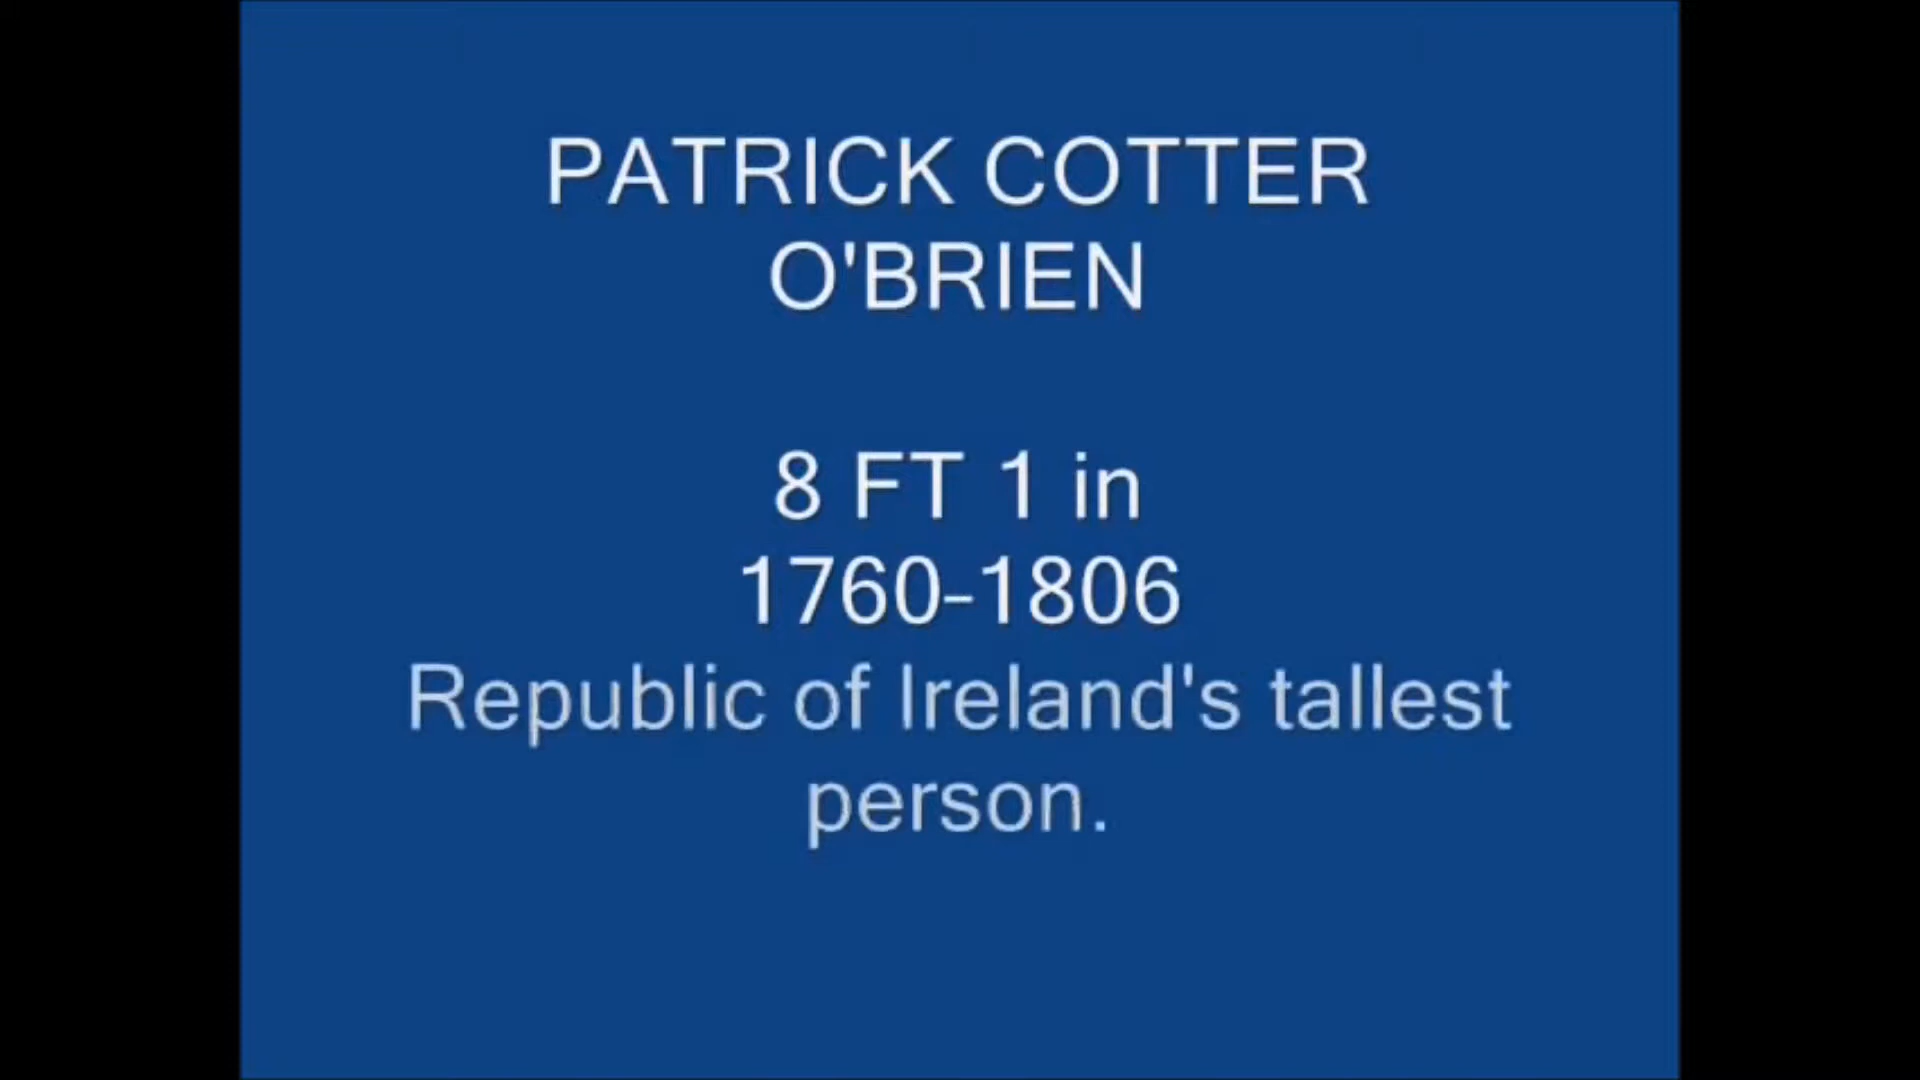 PATRICK COTTER
O'BRIEN
8 FT 1 in
1760-1806
Republic of Ireland's tallest
person.